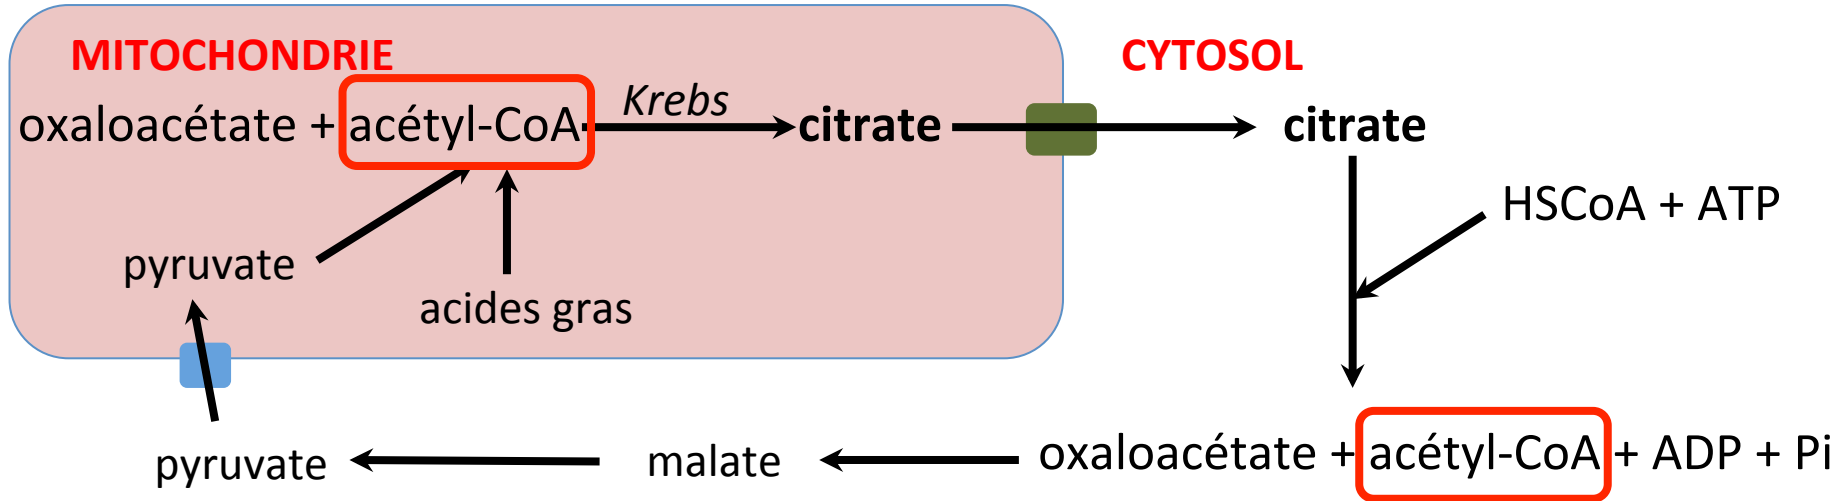 MITOCHONDRIE
CYTOSOL
oxaloacétate + acétyl-CoA
Krebs
citrate
citrate
HSCoA + ATP
pyruvate
acides gras
pyruvate
malate
oxaloacétate + acétyl-CoA + ADP + Pi